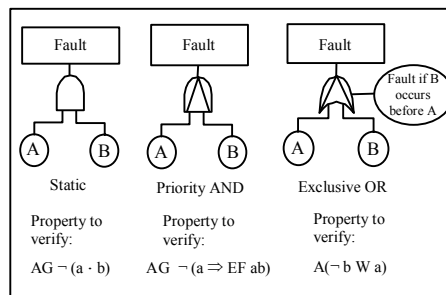 Fault
Fault
Fault
Fault if B
occurs
before A
A
B
A
B
A
B
Static
Priority AND
Exclusive OR
Property to
verify:
Property to
verify:
Property to
verify:
AG ¬ (a · b)
AG ¬ (a ⇒ EF ab)
A(¬ b W a)